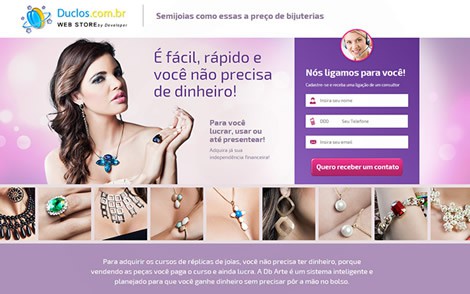 Duclos.com.br
WEB STORE by Developer
Semijoias como essas a preço de bijuterias
É fácil, rápido e
você não precisa
de dinheiro!
Para você
lucrar, usar ou
até presentear!
Adquira já sua
independência financeira!
Nós ligamos para você!
Cadastre-se e receba uma ligação de um consultor
Insira seu nome
DDD Seu Telefone
Insira seu email
Quero receber um contato
Para adquirir os cursos de réplicas de joias, você não precisa ter dinheiro, porque
vendendo as peças você paga o curso e ainda lucra. A Db Arte é um sistema inteligente e
planejado para que você ganhe dinheiro sem precisar pôr a mão no bolso.